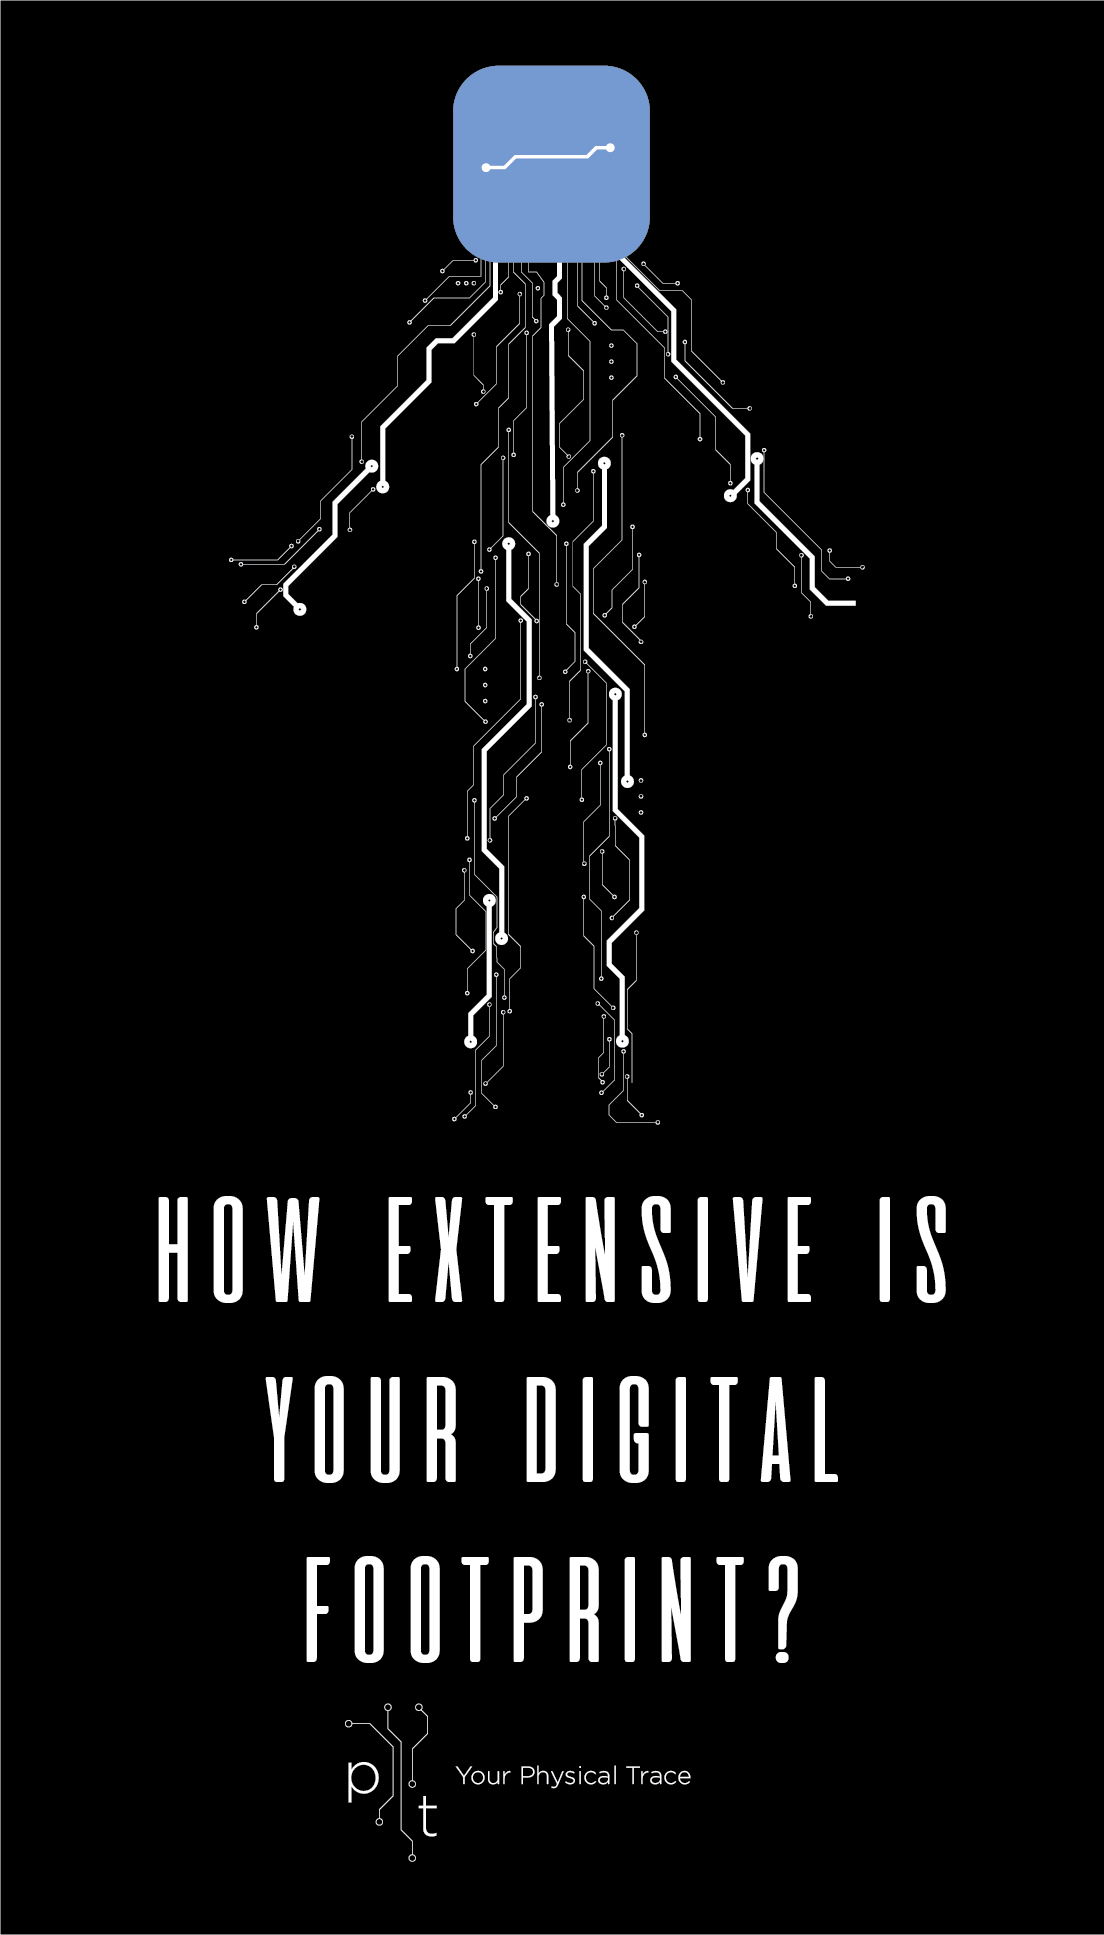 HOW EXTENSIVE IS
YOUR DIGITAL
FOOTPRINT?
p t
Your Physical Trace